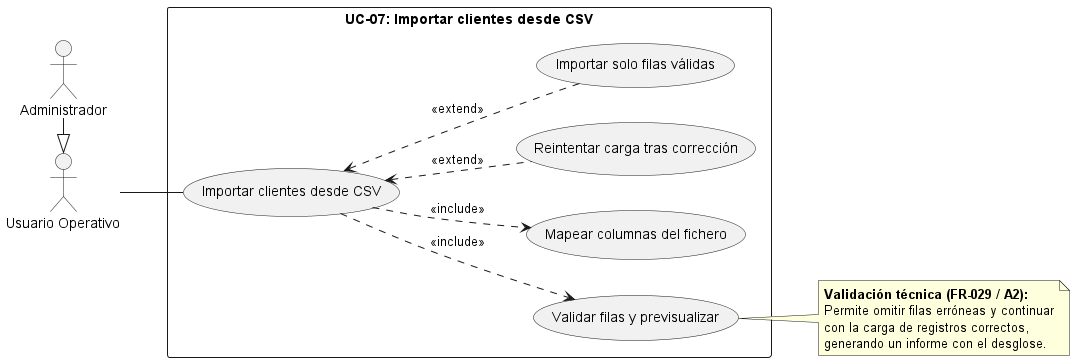 UC-07: Importar clientes desde CSV
Administrador
Usuario Operativo
Importar clientes desde CSV
Importar solo filas válidas
«extend»
Reintentar carga tras corrección
«extend»
Mapear columnas del fichero
«include»
Validar filas y previsualizar
«include»
Validación técnica (FR-029 / A2):
Permite omitir filas erróneas y continuar
con la carga de registros correctos,
generando un informe con el desglose.